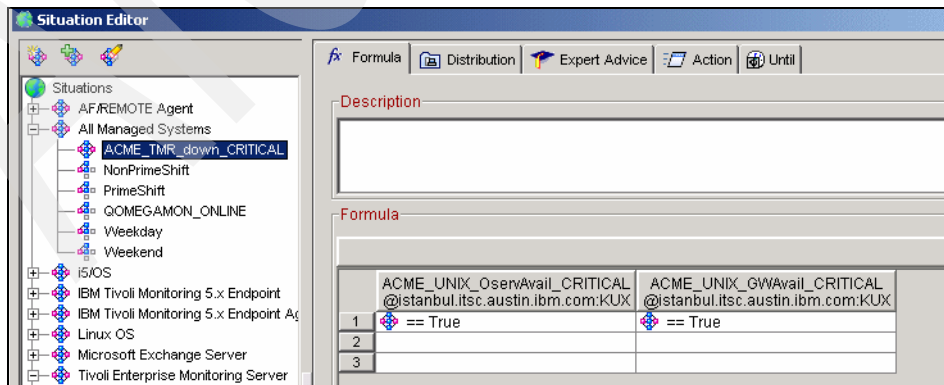 Situation Editor
fx Formula Distribution Expert Advice Action Until
Situations
AF/REMOTE Agent
All Managed Systems
ACME_TMR_down_CRITICAL
NonPrimeShift
PrimeShift
QOMEGAMON_ONLINE
Weekday
Weekend
i5/OS
IBM Tivoli Monitoring 5.x Endpoint
IBM Tivoli Monitoring 5.x Endpoint Ag
Linux OS
Microsoft Exchange Server
Tivoli Enterprise Monitoring Server
Description
Formula
ACME_UNIX_OservAvail_CRITICAL
@istanbul.itsc.austin.ibm.com:KUX
ACME_UNIX_GWAvail_CRITICAL
@istanbul.itsc.austin.ibm.com:KUX
1 == True == True
2
3